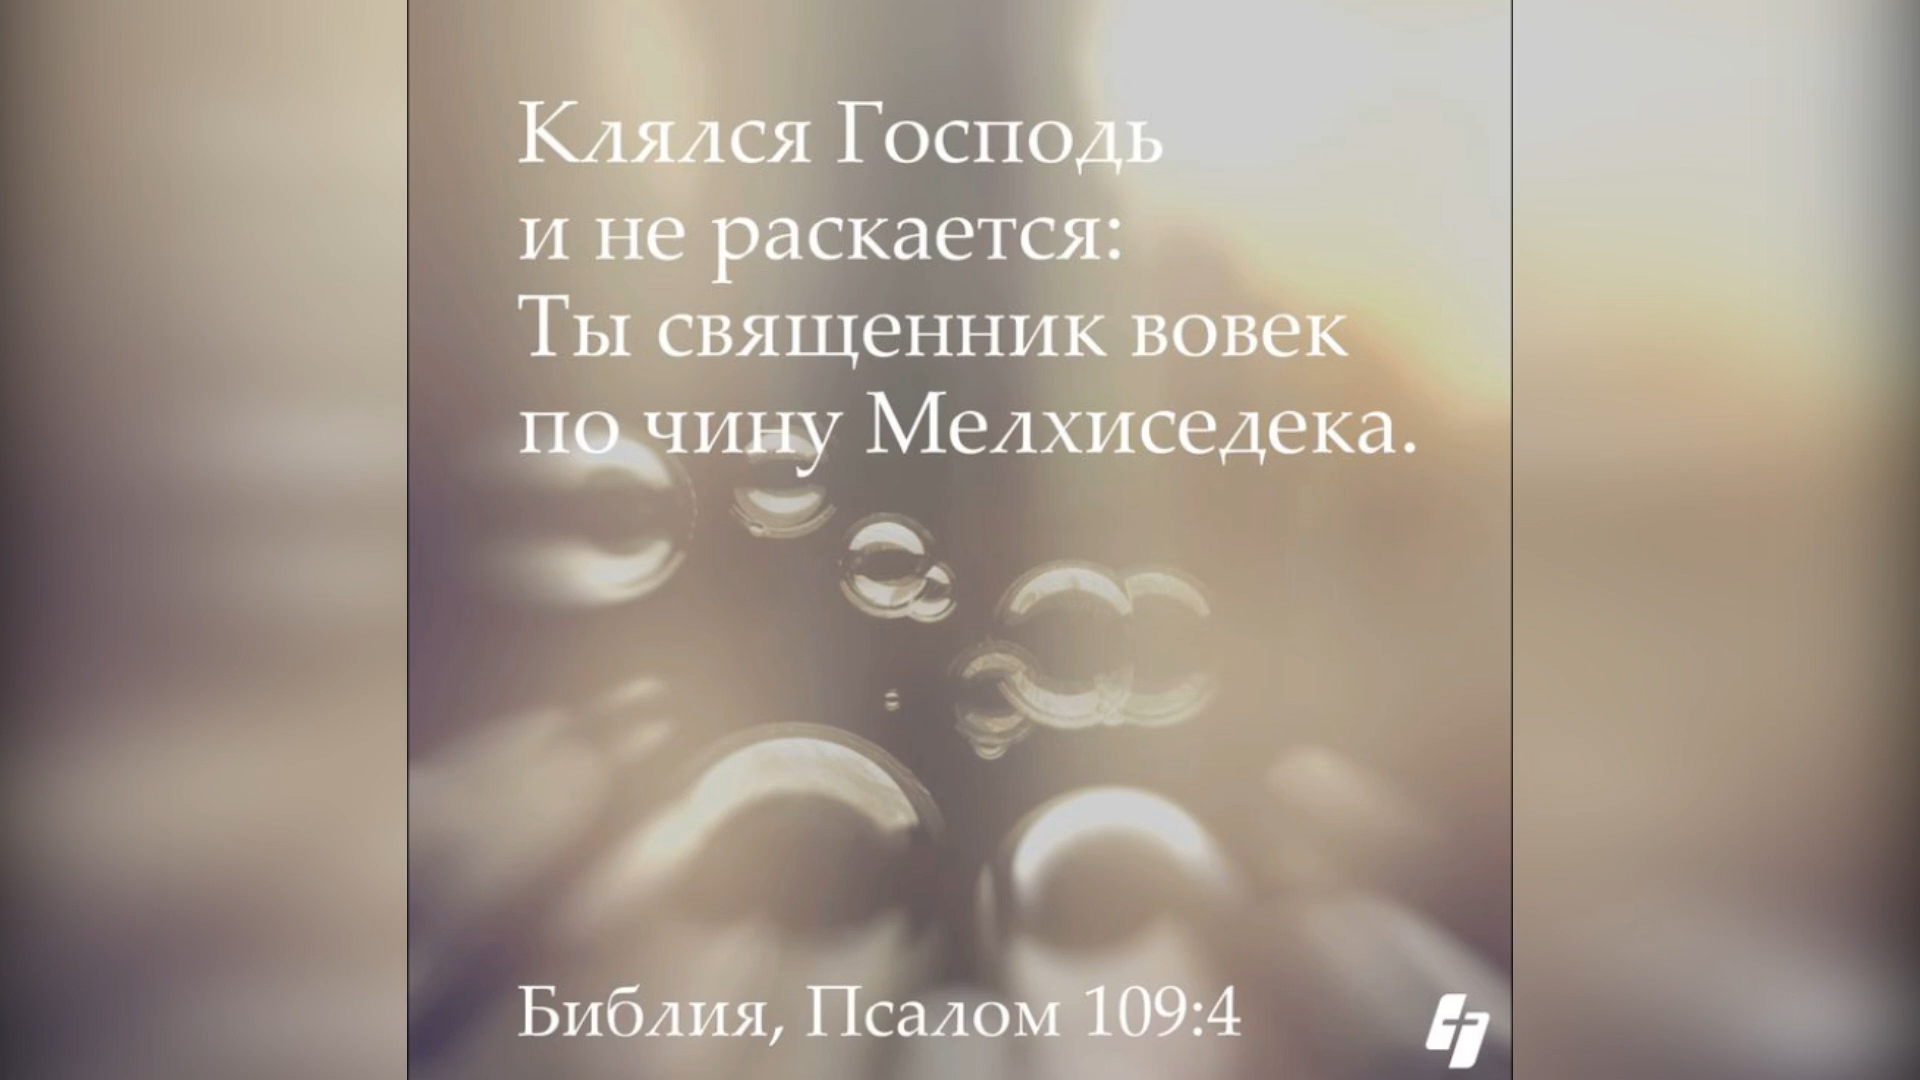 Клялся Господь
и не раскается:
Ты священник вовек
по чину Мелхиседека.
Библия, Псалом 109:4